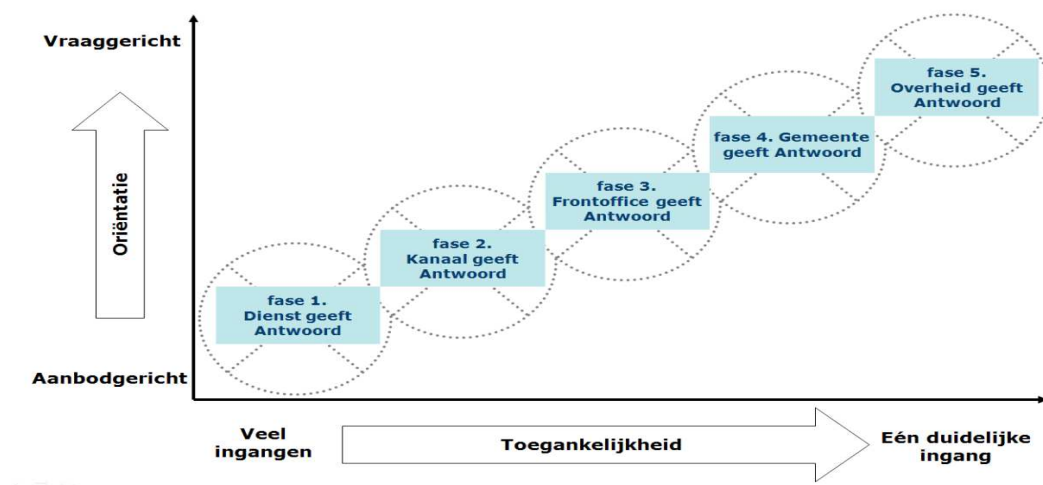 Vraaggericht
fase 5.
Overheid geeft
Antwoord
fase 4. Gemeente
geeft Antwoord
fase 3.
Frontoffice geeft
Antwoord
Oriëntatie
fase 2.
Kanaal geeft
Antwoord
fase 1.
Dienst geeft
Antwoord
Aanbodgericht
Veel
ingangen
Toegankelijkheid
Eén duidelijke
ingang